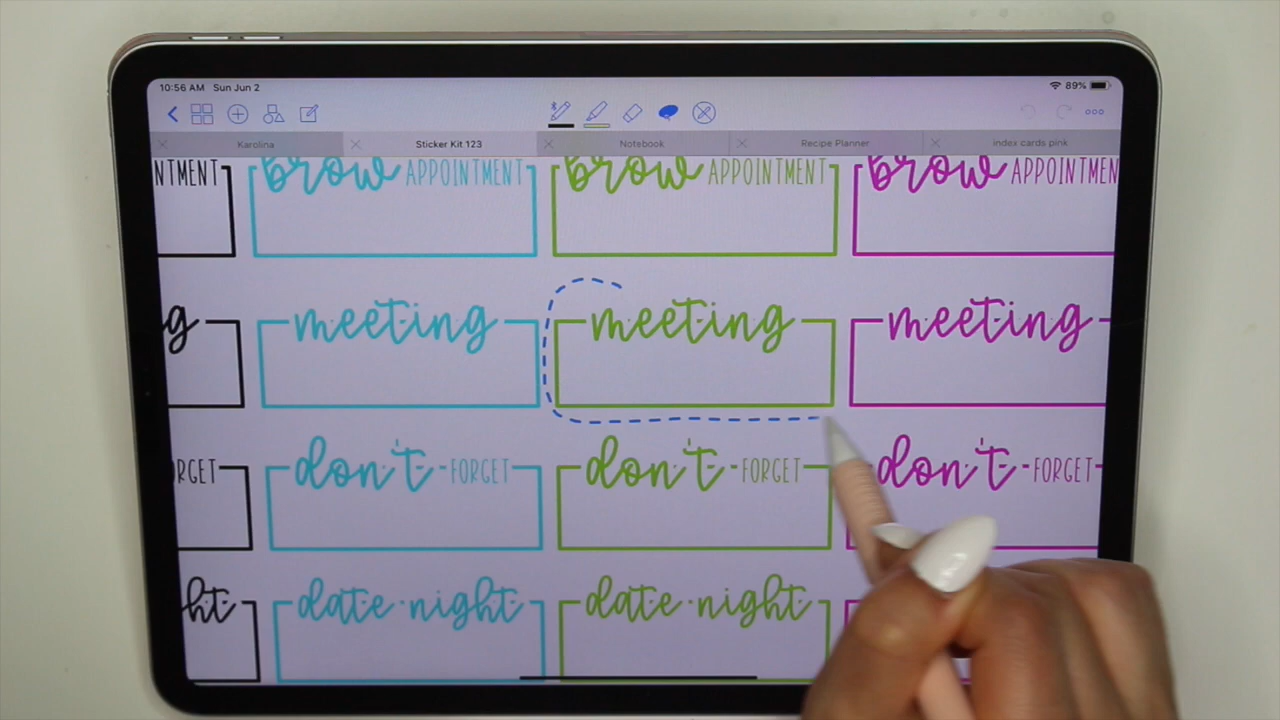 10:56 AM Sun Jun 2 89%
Karolina Sticker Kit 123 Notebook Recipe Planner index cards pink
NTMENT brow APPOINTMENT brow APPOINTMENT brow APPOINTMEN
g meeting meeting meeting
RGET don't FORGET don't FORGET don't FORGET
ht date night date night